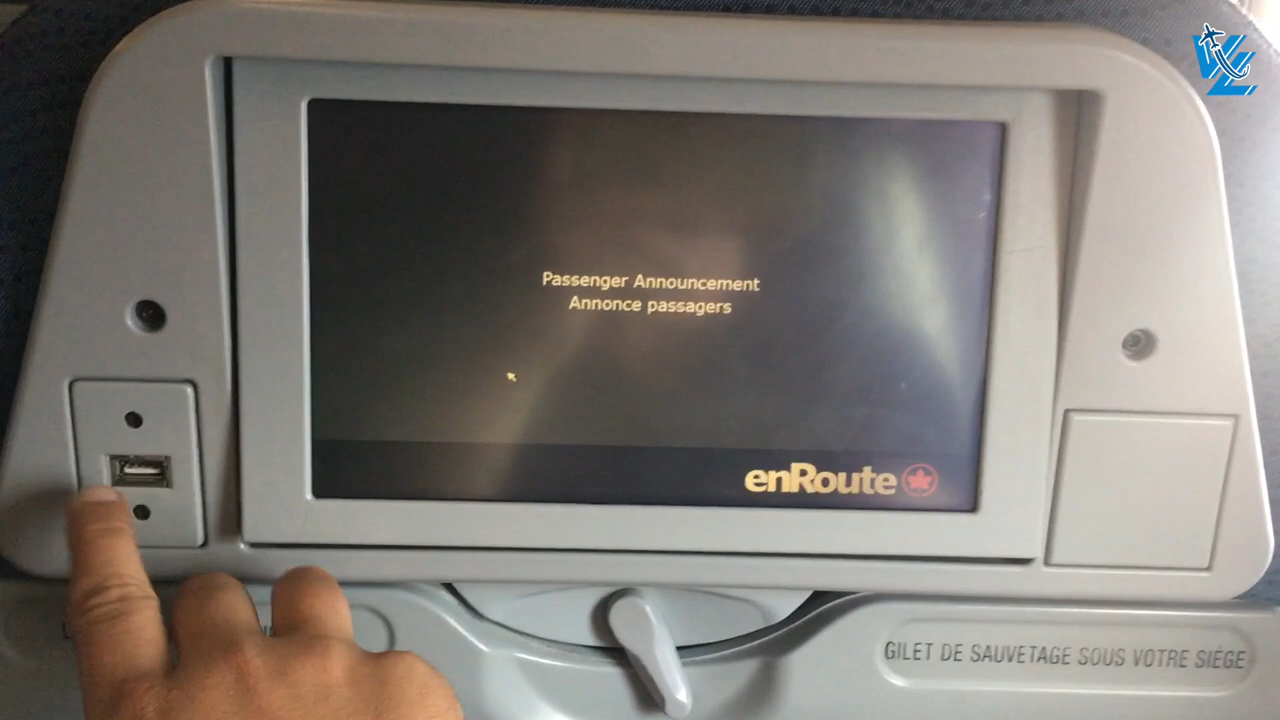 Passenger Announcement
Annonce passagers
enRoute
GILET DE SAUVETAGE SOUS VOTRE SIÈGE